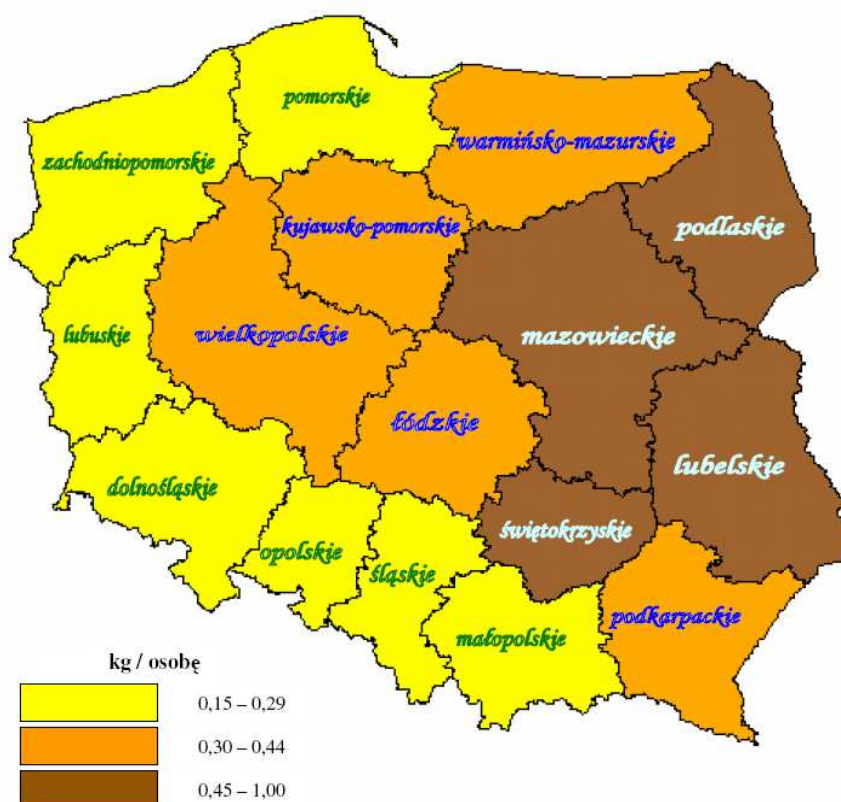 pomorskie
warmińsko-mazurskie
zachodniopomorskie
podlaskie
kujawsko-pomorskie
lubuskie
wielkopolskie
mazowieckie
łódzkie
lubelskie
dolnośląskie
świętokrzyskie
opolskie
śląskie
podkarpackie
małopolskie
kg / osobę
0,15 – 0,29
0,30 – 0,44
0,45 – 1,00